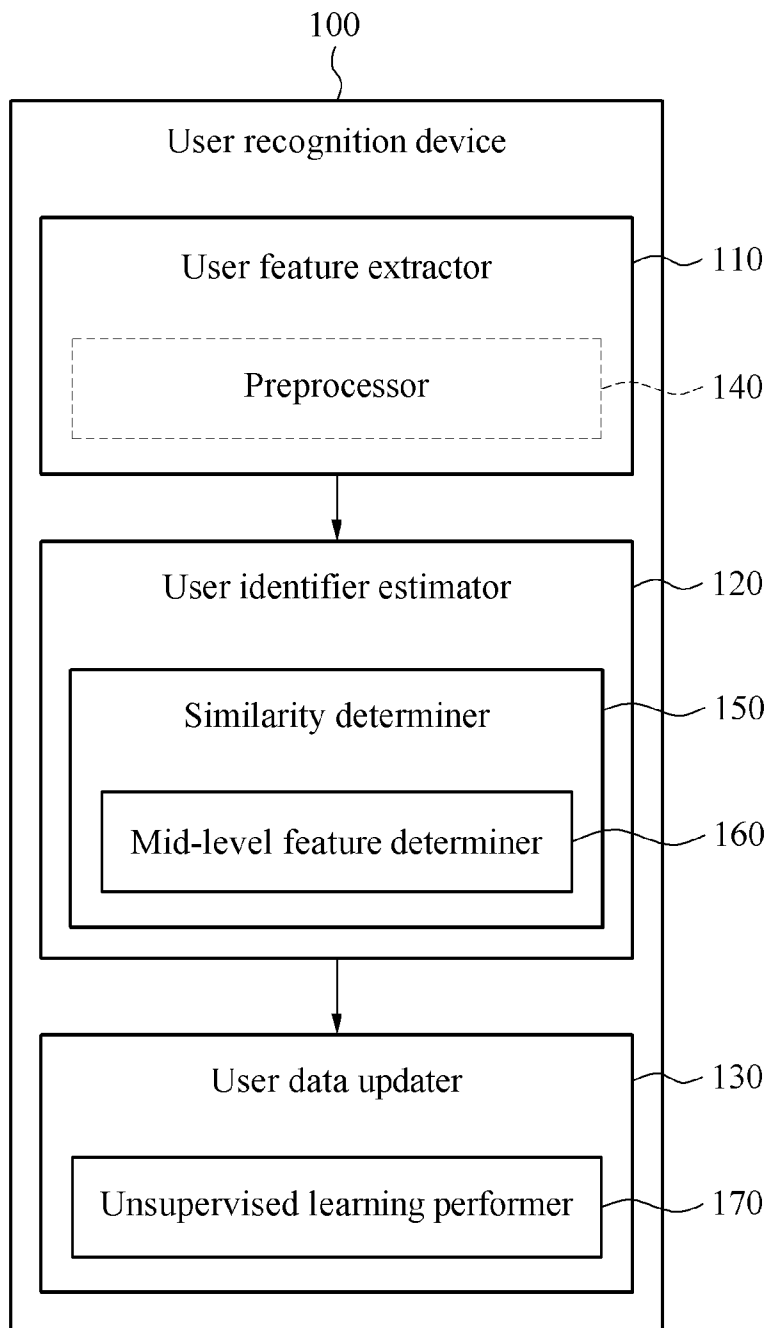 100
User recognition device
User feature extractor
110
Preprocessor
140
User identifier estimator
120
Similarity determiner
150
Mid-level feature determiner
160
User data updater
130
Unsupervised learning performer
170